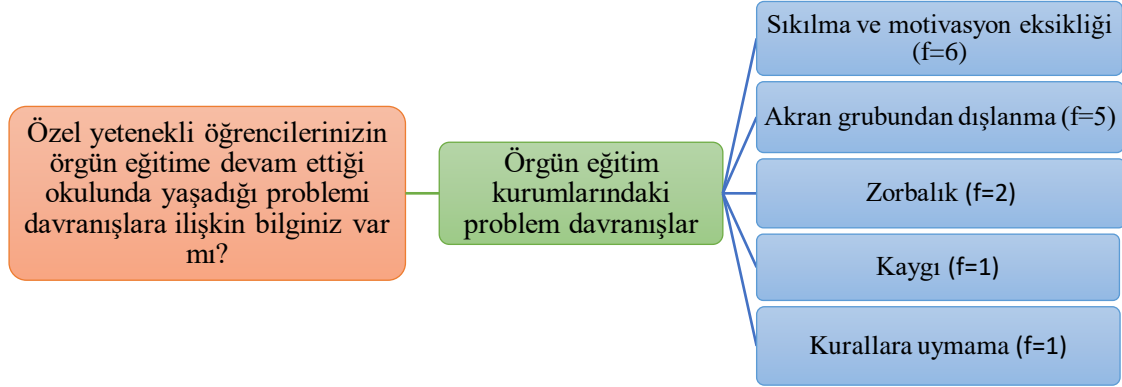 Özel yetenekli öğrencilerinizin
örgün eğitime devam ettiği
okulunda yaşadığı problemi
davranışlara ilişkin bilginiz var
mı?
Örgün eğitim
kurumlarındaki
problem davranışlar
Sıkılma ve motivasyon eksikliği
(f=6)
Akran grubundan dışlanma (f=5)
Zorbalık (f=2)
Kaygı (f=1)
Kurallara uymama (f=1)